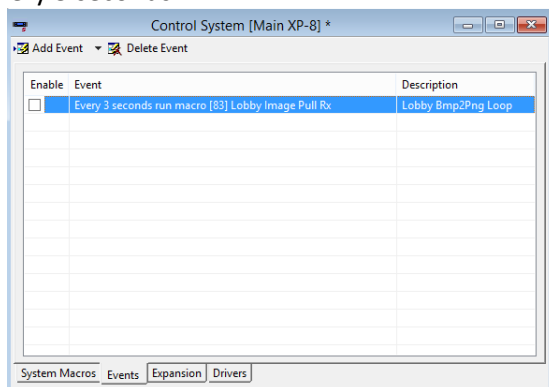 Control System [Main XP-8] *
Add Event Delete Event
Enable Event Description
Every 3 seconds run macro [83] Lobby Image Pull Rx Lobby Bmp2Png Loop
System Macros Events Expansion Drivers